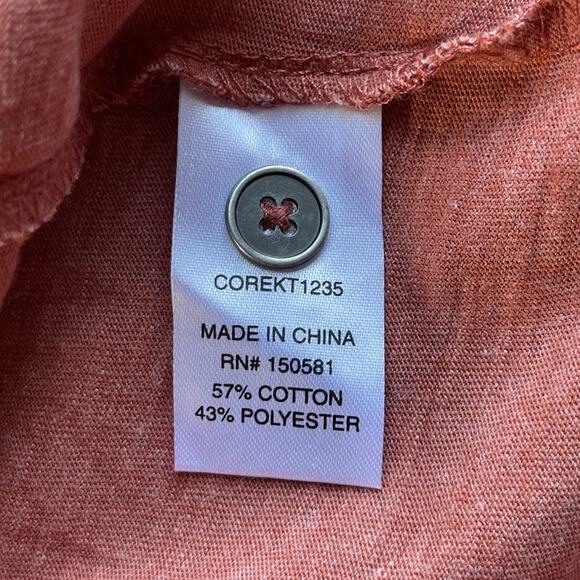 COREKT1235
MADE IN CHINA
RN# 150581
57% COTTON
43% POLYESTER